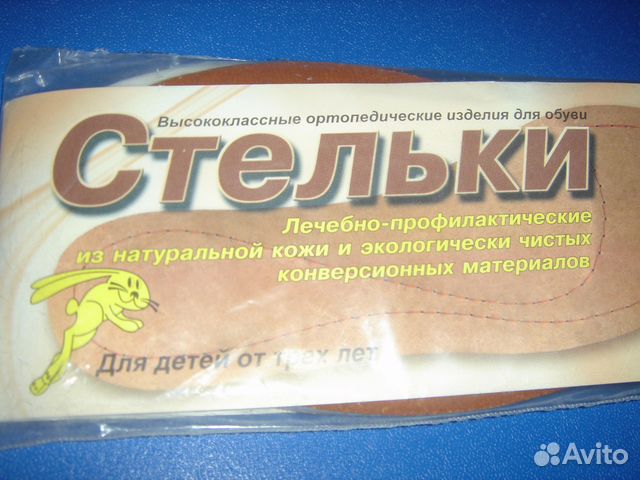 Высококлассные ортопедические изделия для обуви
Стельки
Лечебно-профилактические
из натуральной кожи и экологически чистых
конверсионных материалов
Для детей от трех лет
Avito